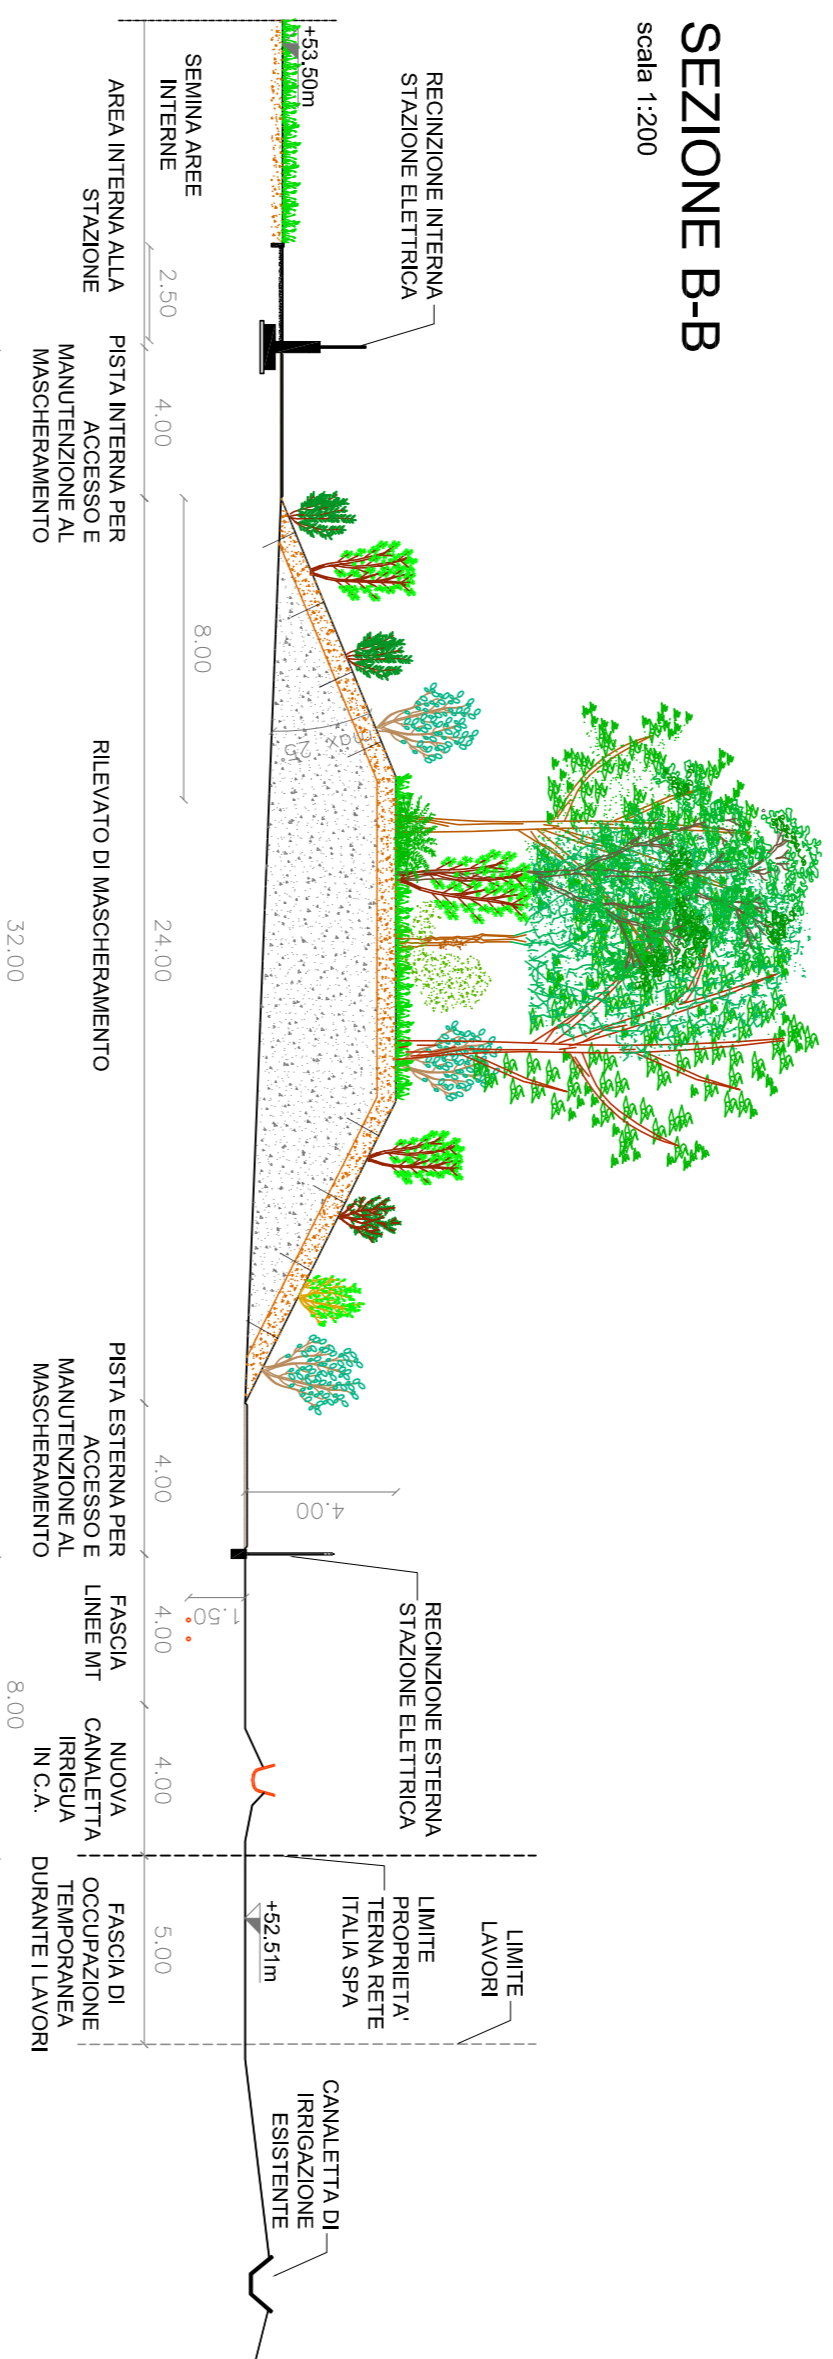 SEZIONE B-B
scala 1:200
RECINZIONE INTERNA
STAZIONE ELETTRICA
+53,50m
SEMINA AREE
INTERNE
AREA INTERNA ALLA
STAZIONE
2.50
PISTA INTERNA PER
ACCESSO E
MANUTENZIONE AL
MASCHERAMENTO
4.00
8.00
max 25
RILEVATO DI MASCHERAMENTO
24.00
32.00
PISTA ESTERNA PER
ACCESSO E
MANUTENZIONE AL
MASCHERAMENTO
4.00
4.00
RECINZIONE ESTERNA
STAZIONE ELETTRICA
1.50
FASCIA
LINEE MT
4.00
8.00
NUOVA
CANALETTA
IRRIGUA
IN C.A.
4.00
LIMITE
PROPRIETA'
TERNA RETE
ITALIA SPA
LIMITE
LAVORI
+52,51m
FASCIA DI
OCCUPAZIONE
TEMPORANEA
DURANTE I LAVORI
5.00
CANALETTA DI
IRRIGAZIONE
ESISTENTE